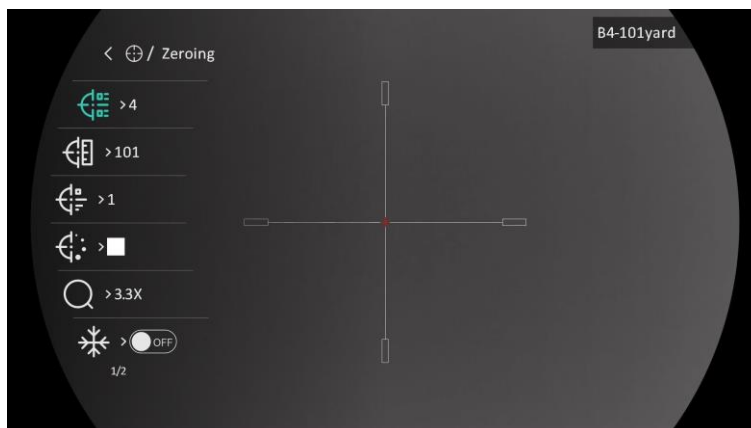 B4-101yard
< / Zeroing
>4
>101
>1
>
>3.3X
> OFF
1/2